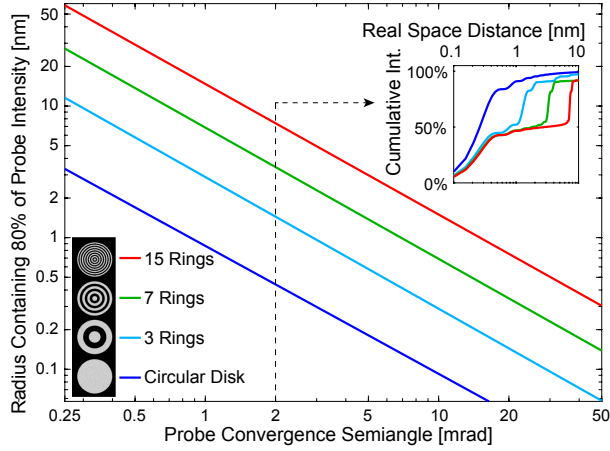 Radius Containing 80% of Probe Intensity [nm]
50
20
10
5
2
1
0.5
0.2
0.1
Real Space Distance [nm]
0.1 1 10
Cumulative Int.
100%
50%
0%
15 Rings
7 Rings
3 Rings
Circular Disk
0.25 0.5 1 2 5 10 20 50
Probe Convergence Semiangle [mrad]